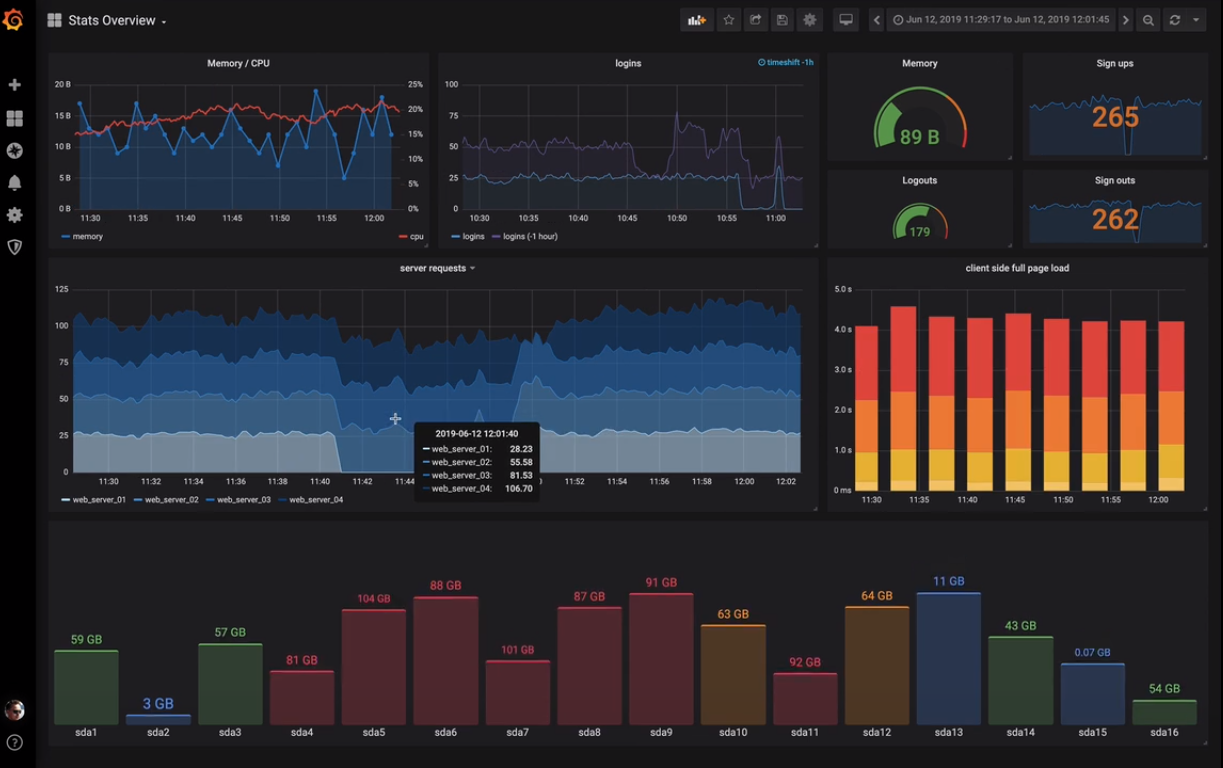 Stats Overview
Jun 12, 2019 11:29:17 to Jun 12, 2019 12:01:45
Memory / CPU
20 B
15 B
10 B
5 B
0 B
25%
20%
15%
10%
5%
0%
11:30 11:35 11:40 11:45 11:50 11:55 12:00
memory cpu
logins
timeshift -1h
100
75
50
25
0
10:30 10:35 10:40 10:45 10:50 10:55 11:00
logins logins (-1 hour)
Memory
89 B
Sign ups
265
Logouts
179
Sign outs
262
server requests
125
100
75
50
25
0
11:30 11:32 11:34 11:36 11:38 11:40 11:42 11:44 11:52 11:54 11:56 11:58 12:00 12:02
2019-06-12 12:01:40
web_server_01: 28.23
web_server_02: 55.58
web_server_03: 81.53
web_server_04: 106.70
web_server_01 web_server_02 web_server_03 web_server_04
client side full page load
5.0 s
4.0 s
3.0 s
2.0 s
1.0 s
0 ms
11:30 11:35 11:40 11:45 11:50 11:55 12:00
59 GB 3 GB 57 GB 81 GB 104 GB 88 GB 101 GB 87 GB 91 GB 63 GB 92 GB 64 GB 11 GB 43 GB 0.07 GB 54 GB
sda1 sda2 sda3 sda4 sda5 sda6 sda7 sda8 sda9 sda10 sda11 sda12 sda13 sda14 sda15 sda16